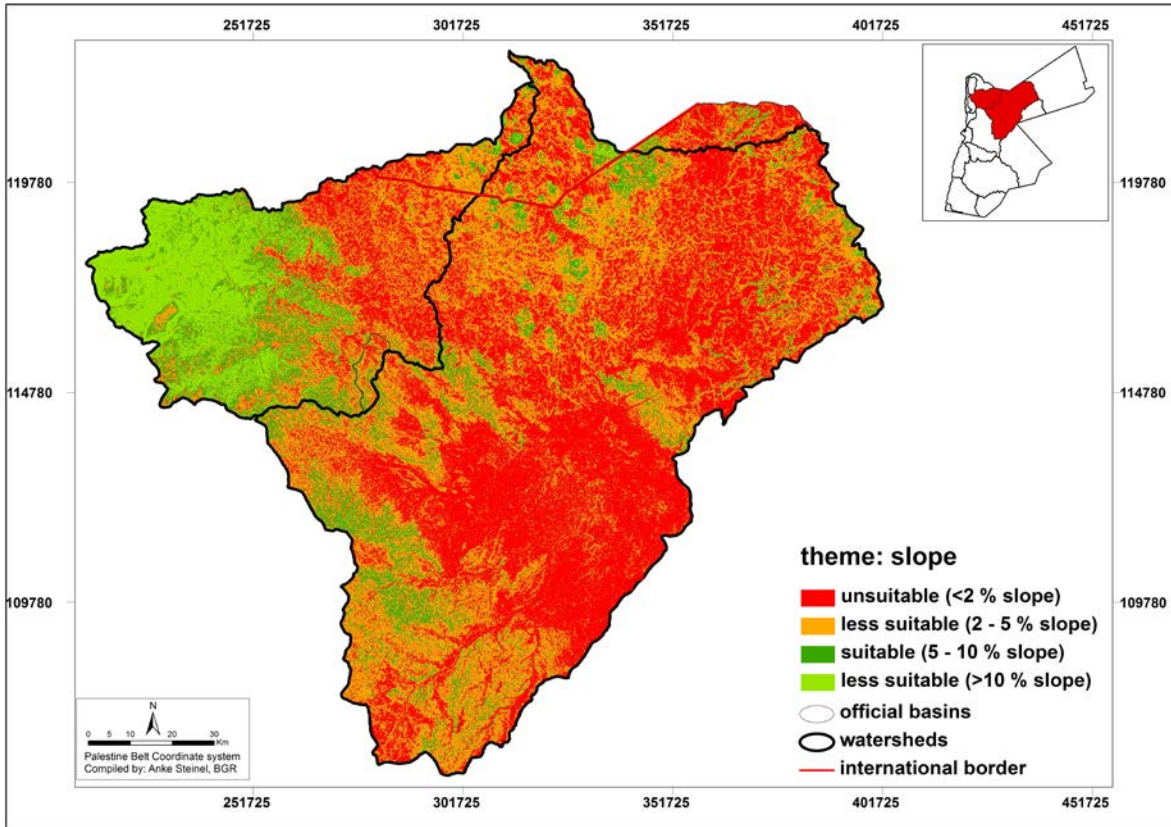 251725 301725 351725 401725 451725
119780 119780
114780 114780
109780 109780
theme: slope
unsuitable (<2 % slope)
less suitable (2 - 5 % slope)
suitable (5 - 10 % slope)
less suitable (>10 % slope)
official basins
watersheds
international border
N
0 5 10 20 30
Km
Palestine Belt Coordinate system
Compiled by: Anke Steinel, BGR
251725 301725 351725 401725 451725